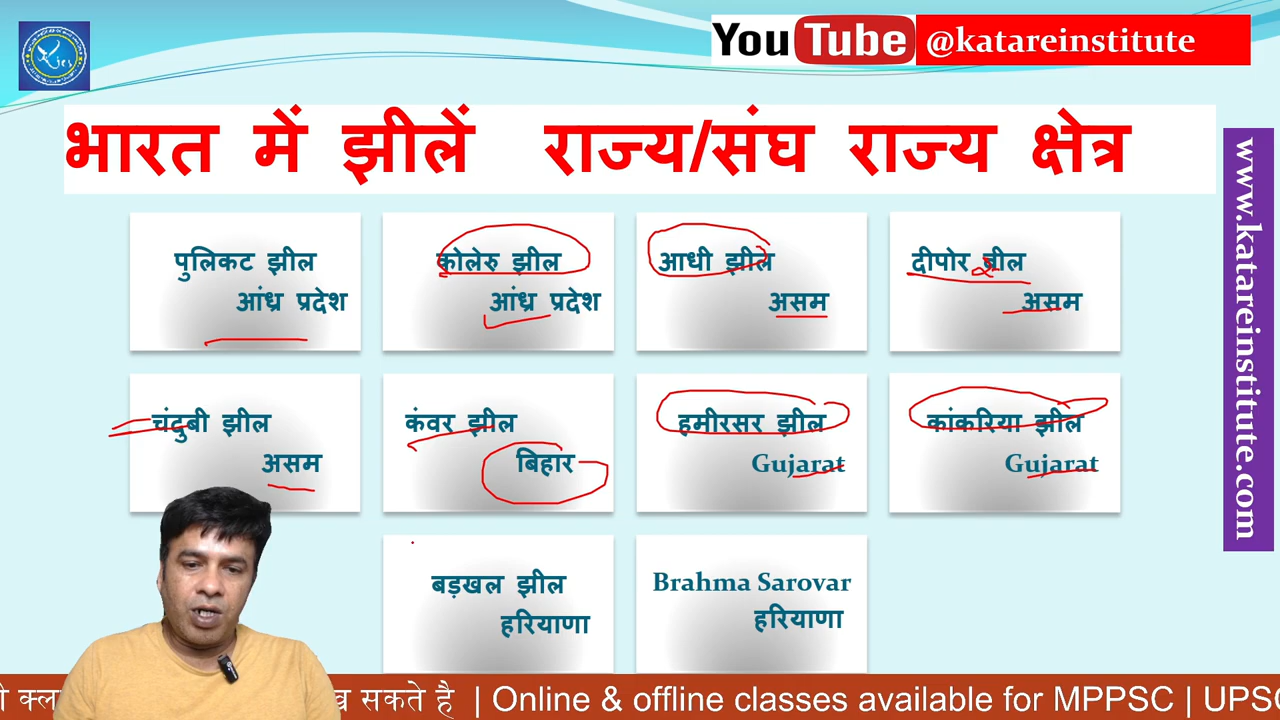 YouTube @katareinstitute
भारत में झीलें राज्य/संघ राज्य क्षेत्र
www.katareinstitute.com
पुलिकट झील
आंध्र प्रदेश
कोलेरु झील
आंध्र प्रदेश
आधी झील
असम
दीपोर बील
असम
चंदुबी झील
असम
कंवर झील
बिहार
हमीरसर झील
Gujarat
कांकरिया झील
Gujarat
बड़खल झील
हरियाणा
Brahma Sarovar
हरियाणा
सकते है | Online & offline classes available for MPPSC | UPSC